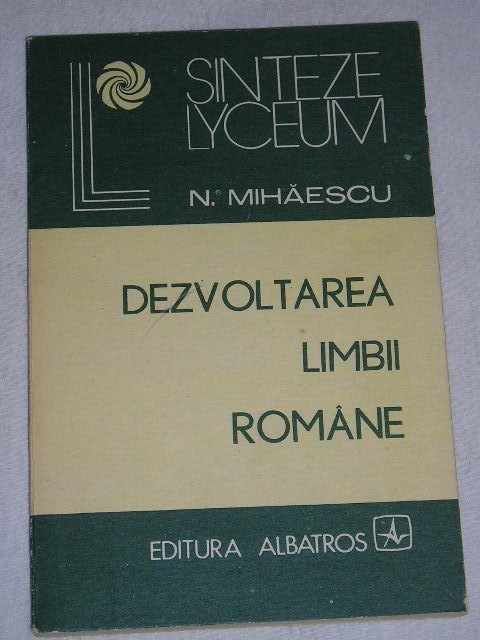 SINTEZE
LYCEUM
N. MIHĂESCU
DEZVOLTAREA
LIMBII
ROMÂNE
EDITURA ALBATROS